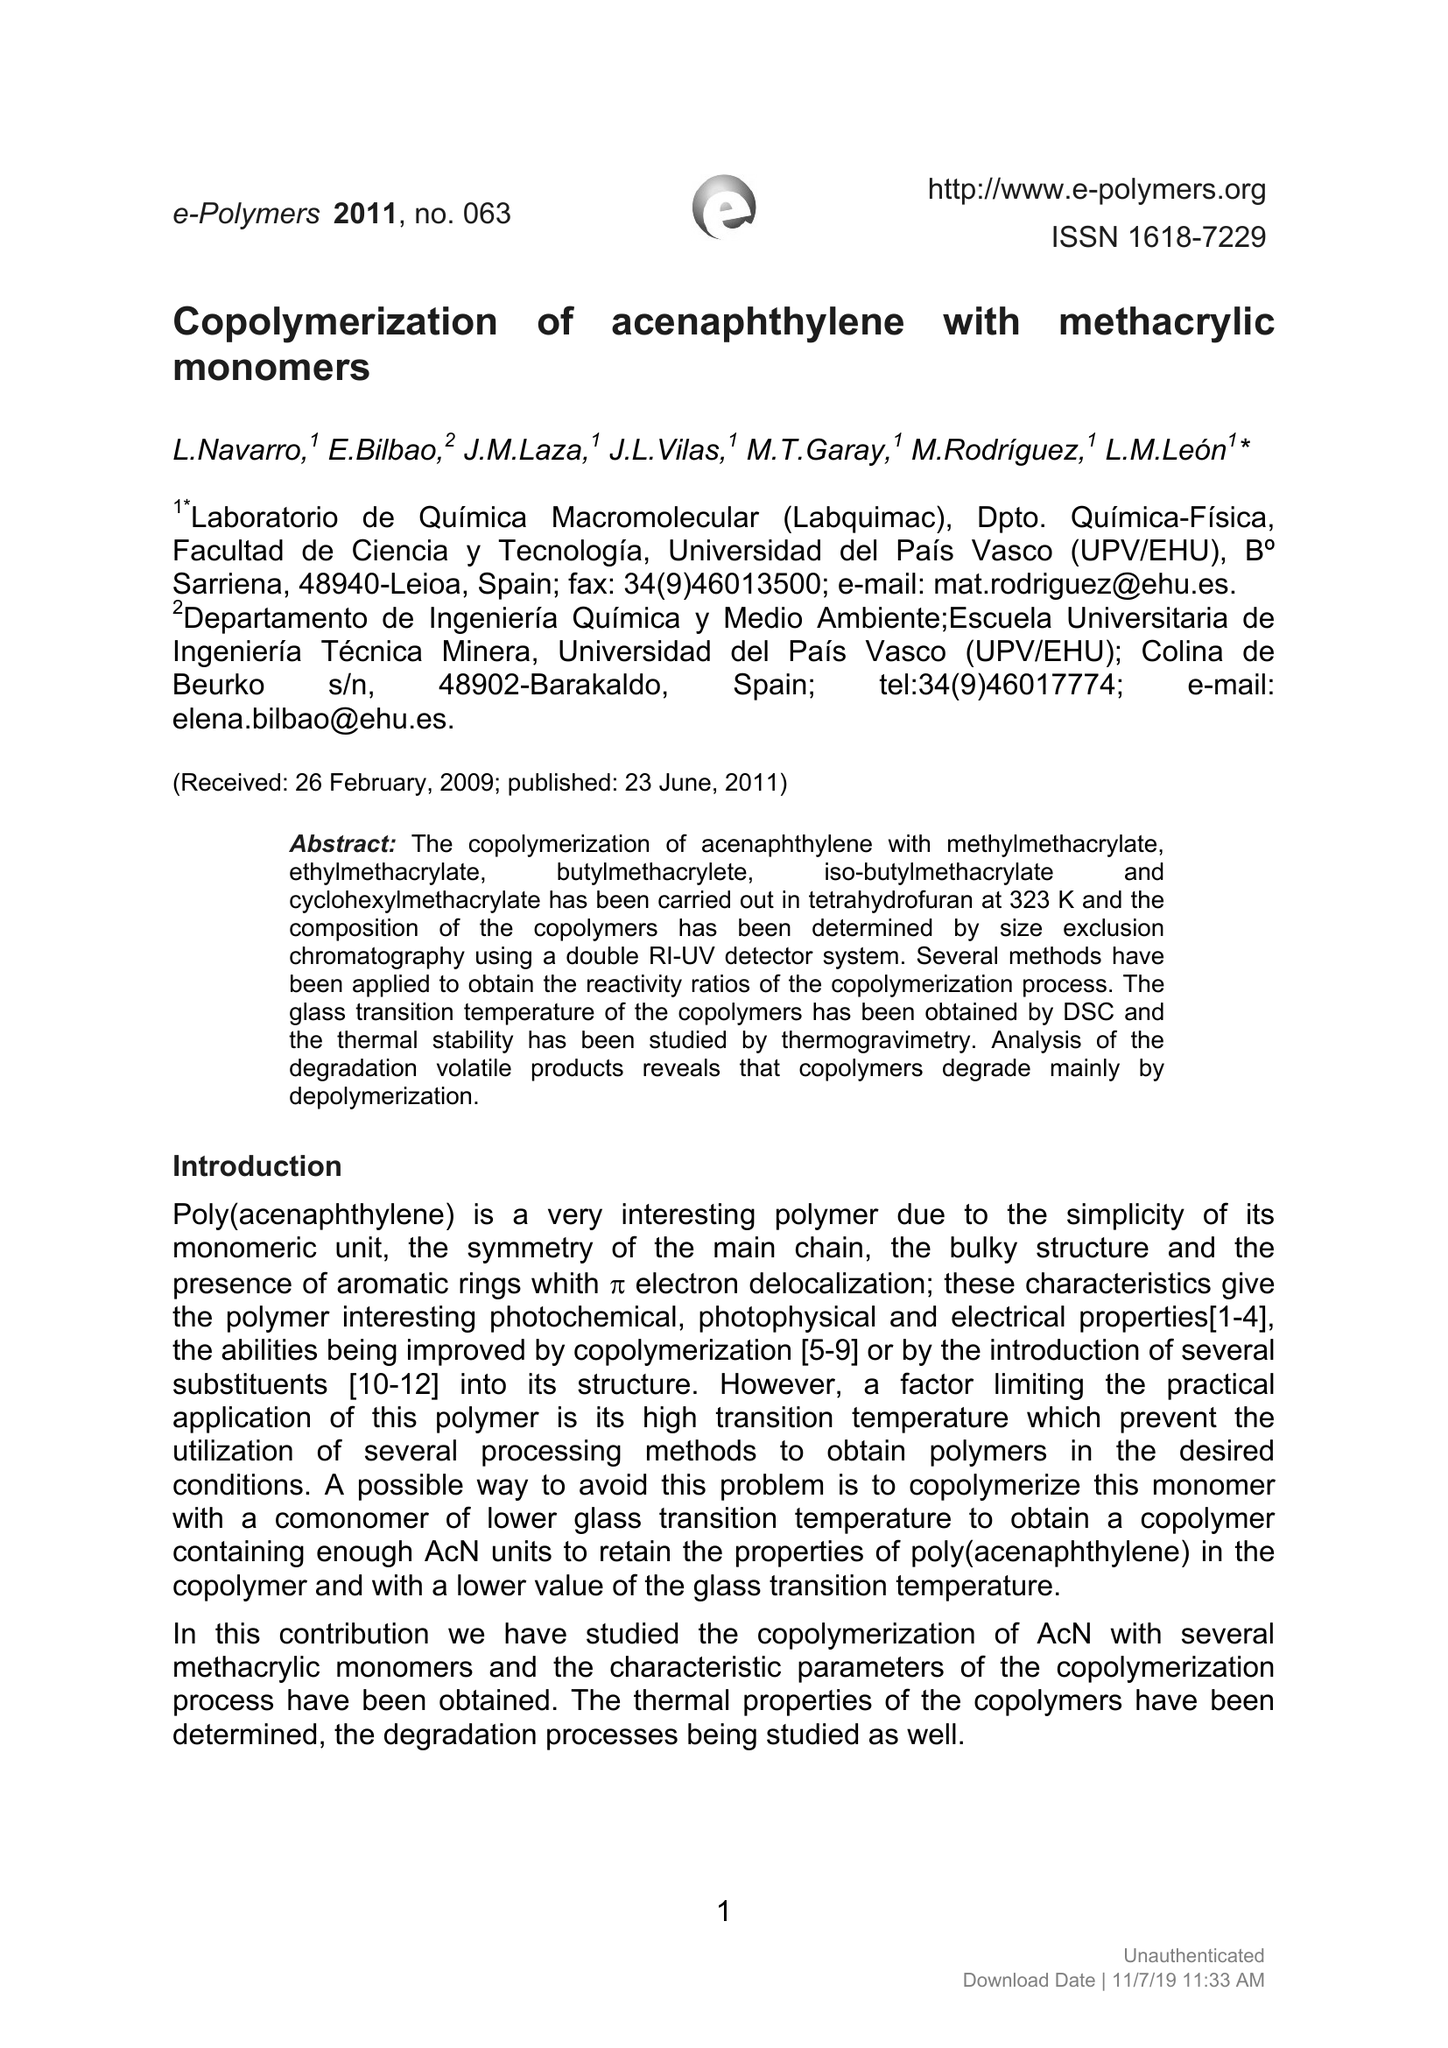 e-Polymers 2011, no. 063
e
http://www.e-polymers.org
ISSN 1618-7229
Copolymerization of acenaphthylene with methacrylic
monomers
L.Navarro,1 E.Bilbao,2 J.M.Laza,1 J.L.Vilas,1 M.T.Garay,1 M.Rodríguez,1 L.M.León1*
1*Laboratorio de Química Macromolecular (Labquimac), Dpto. Química-Física,
Facultad de Ciencia y Tecnología, Universidad del País Vasco (UPV/EHU), Bº
Sarriena, 48940-Leioa, Spain; fax: 34(9)46013500; e-mail: mat.rodriguez@ehu.es.
2Departamento de Ingeniería Química y Medio Ambiente;Escuela Universitaria de
Ingeniería Técnica Minera, Universidad del País Vasco (UPV/EHU); Colina de
Beurko s/n, 48902-Barakaldo, Spain; tel:34(9)46017774; e-mail:
elena.bilbao@ehu.es.
(Received: 26 February, 2009; published: 23 June, 2011)
Abstract: The copolymerization of acenaphthylene with methylmethacrylate,
ethylmethacrylate, butylmethacrylete, iso-butylmethacrylate and
cyclohexylmethacrylate has been carried out in tetrahydrofuran at 323 K and the
composition of the copolymers has been determined by size exclusion
chromatography using a double RI-UV detector system. Several methods have
been applied to obtain the reactivity ratios of the copolymerization process. The
glass transition temperature of the copolymers has been obtained by DSC and
the thermal stability has been studied by thermogravimetry. Analysis of the
degradation volatile products reveals that copolymers degrade mainly by
depolymerization.
Introduction
Poly(acenaphthylene) is a very interesting polymer due to the simplicity of its
monomeric unit, the symmetry of the main chain, the bulky structure and the
presence of aromatic rings whith π electron delocalization; these characteristics give
the polymer interesting photochemical, photophysical and electrical properties[1-4],
the abilities being improved by copolymerization [5-9] or by the introduction of several
substituents [10-12] into its structure. However, a factor limiting the practical
application of this polymer is its high transition temperature which prevent the
utilization of several processing methods to obtain polymers in the desired
conditions. A possible way to avoid this problem is to copolymerize this monomer
with a comonomer of lower glass transition temperature to obtain a copolymer
containing enough AcN units to retain the properties of poly(acenaphthylene) in the
copolymer and with a lower value of the glass transition temperature.
In this contribution we have studied the copolymerization of AcN with several
methacrylic monomers and the characteristic parameters of the copolymerization
process have been obtained. The thermal properties of the copolymers have been
determined, the degradation processes being studied as well.
1
Unauthenticated
Download Date | 11/7/19 11:33 AM